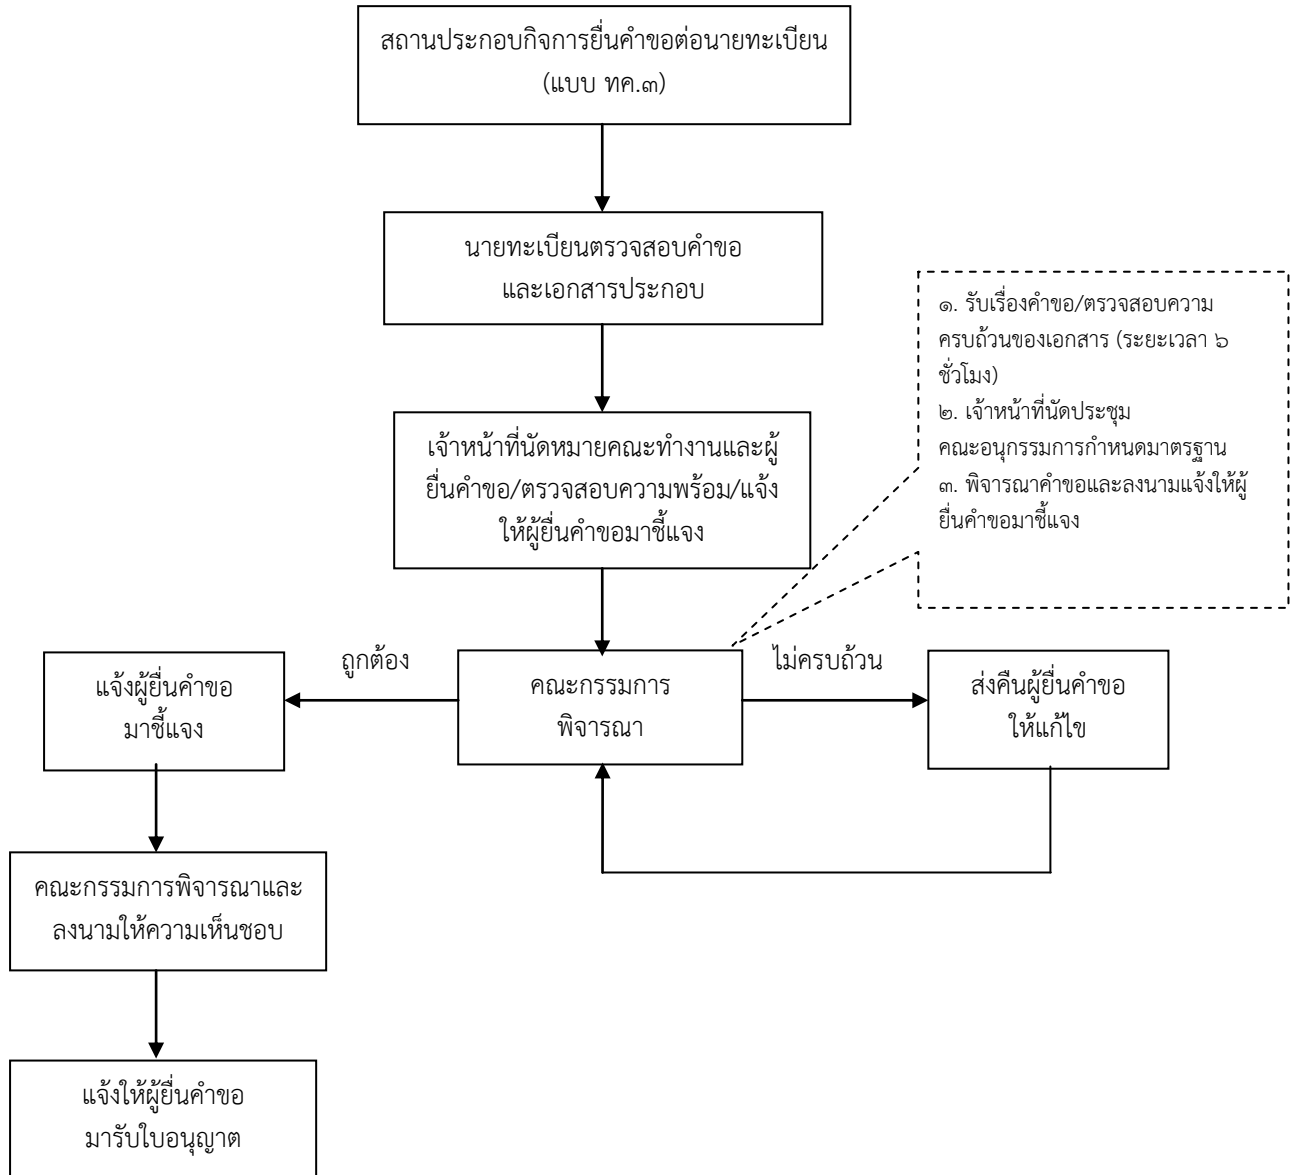 สถานประกอบกิจการยื่นคำขอต่อนายทะเบียน
(แบบ ทค.๓)
นายทะเบียนตรวจสอบคำขอ
และเอกสารประกอบ
๑. รับเรื่องคำขอ/ตรวจสอบความ
ครบถ้วนของเอกสาร (ระยะเวลา ๖
ชั่วโมง)
๒. เจ้าหน้าที่นัดประชุม
คณะอนุกรรมการกำหนดมาตรฐาน
๓. พิจารณาคำขอและลงนามแจ้งให้ผู้
ยื่นคำขอมาชี้แจง
เจ้าหน้าที่นัดหมายคณะทำงานและผู้
ยื่นคำขอ/ตรวจสอบความพร้อม/แจ้ง
ให้ผู้ยื่นคำขอมาชี้แจง
แจ้งผู้ยื่นคำขอ
มาชี้แจง
ถูกต้อง
คณะกรรมการ
พิจารณา
ไม่ครบถ้วน
ส่งคืนผู้ยื่นคำขอ
ให้แก้ไข
คณะกรรมการพิจารณาและ
ลงนามให้ความเห็นชอบ
แจ้งให้ผู้ยื่นคำขอ
มารับใบอนุญาต